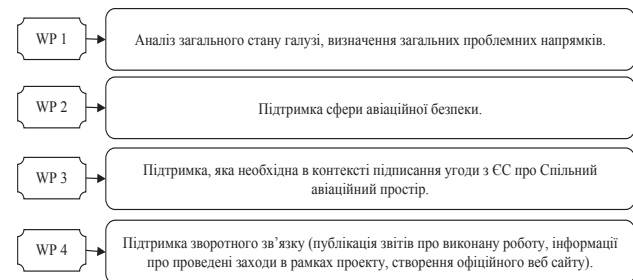 WP 1
Аналіз загального стану галузі, визначення загальних проблемних напрямків.
WP 2
Підтримка сфери авіаційної безпеки.
WP 3
Підтримка, яка необхідна в контексті підписання угоди з ЄС про Спільний
авіаційний простір.
WP 4
Підтримка зворотного зв’язку (публікація звітів про виконану роботу, інформації
про проведені заходи в рамках проекту, створення офіційного веб сайту).